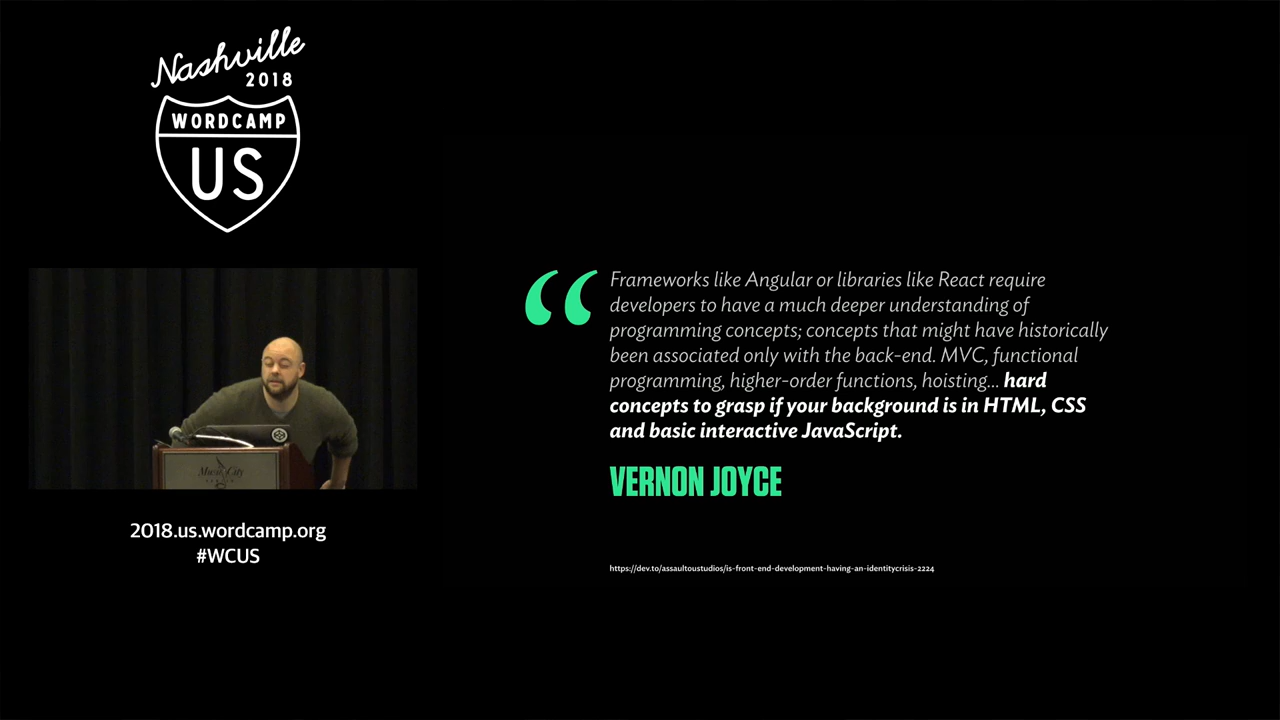 Nashville
2018
WORDCAMP
US
Music City
2018.us.wordcamp.org
#WCUS
“
Frameworks like Angular or libraries like React require
developers to have a much deeper understanding of
programming concepts; concepts that might have historically
been associated only with the back-end. MVC, functional
programming, higher-order functions, hoisting... hard
concepts to grasp if your background is in HTML, CSS
and basic interactive JavaScript.
VERNON JOYCE
https://dev.to/assaultoustudios/is-front-end-development-having-an-identitycrisis-2224